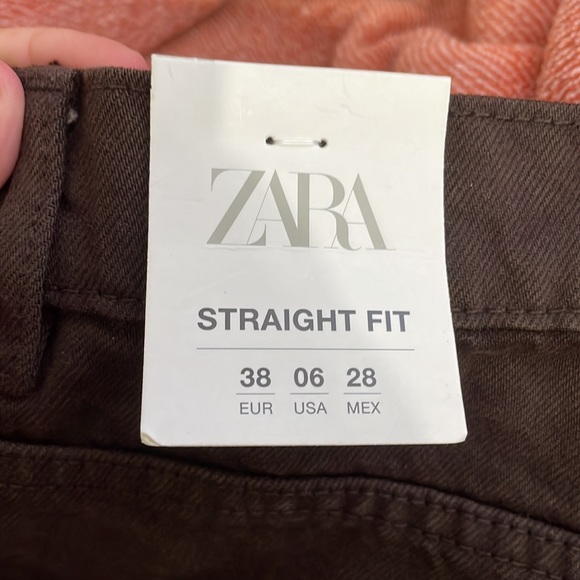 ZARA
STRAIGHT FIT
38 06 28
EUR USA MEX